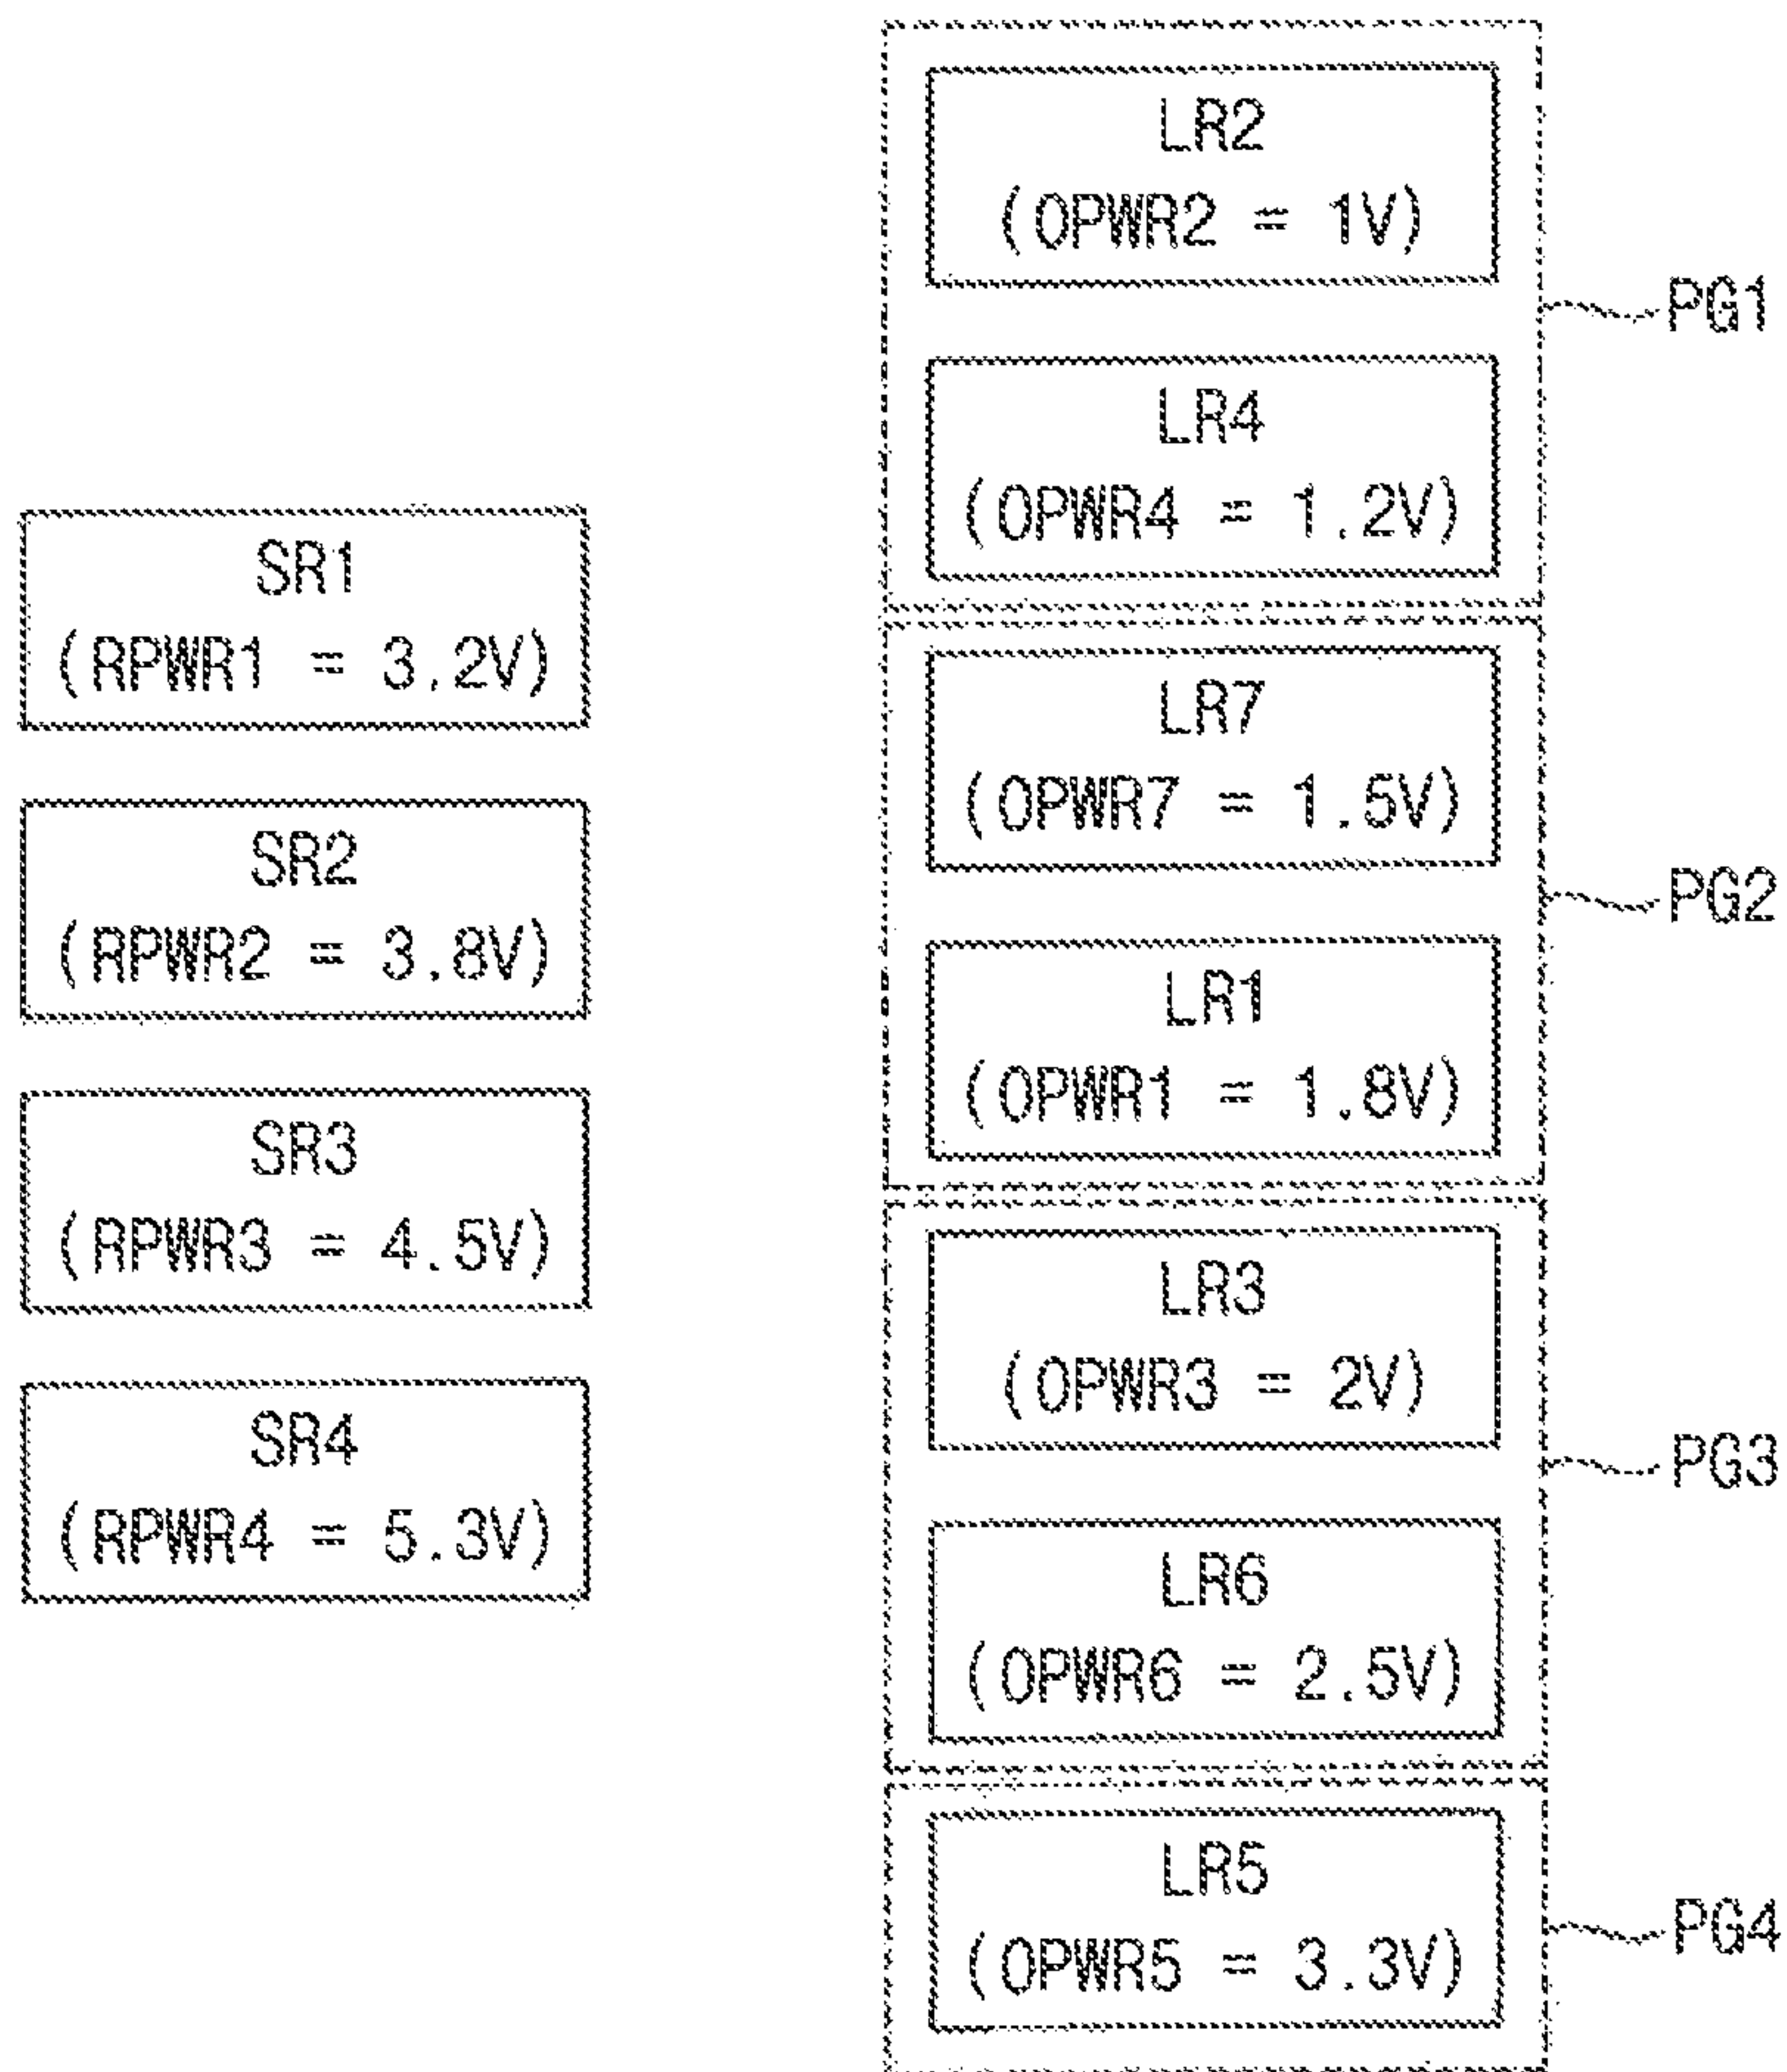 SR1
(RPWR1 = 3.2V)
SR2
(RPWR2 = 3.8V)
SR3
(RPWR3 = 4.5V)
SR4
(RPWR4 = 5.3V)
LR2
(OPWR2 = 1V)
LR4
(OPWR4 = 1.2V)
PG1
LR7
(OPWR7 = 1.5V)
LR1
(OPWR1 = 1.8V)
PG2
LR3
(OPWR3 = 2V)
LR6
(OPWR6 = 2.5V)
PG3
LR5
(OPWR5 = 3.3V)
PG4